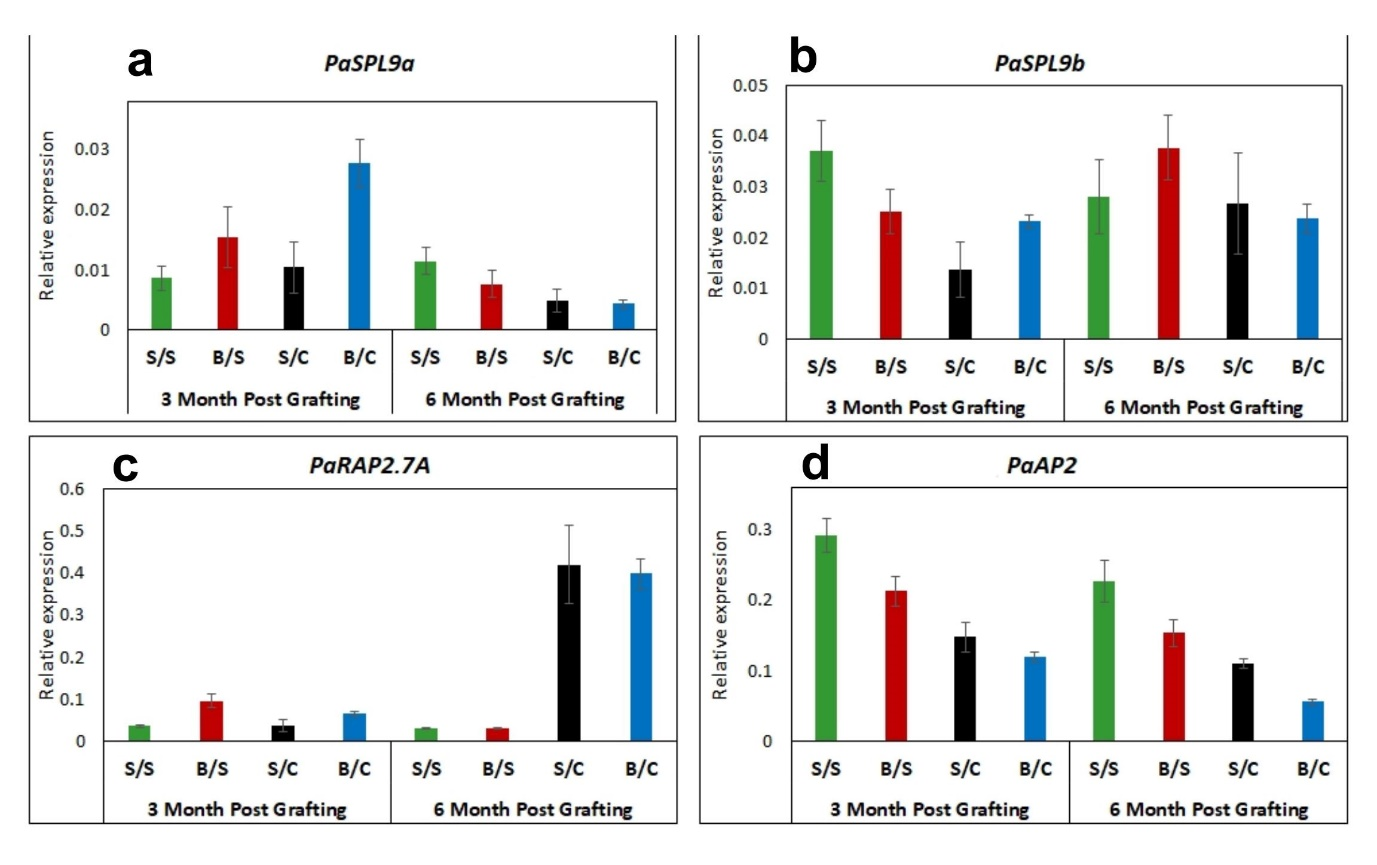 a
PaSPL9a
Relative expression
0.03
0.02
0.01
0
S/S B/S S/C B/C S/S B/S S/C B/C
3 Month Post Grafting 6 Month Post Grafting
b
PaSPL9b
Relative expression
0.05
0.04
0.03
0.02
0.01
0
S/S B/S S/C B/C S/S B/S S/C B/C
3 Month Post Grafting 6 Month Post Grafting
c
PaRAP2.7A
Relative expression
0.6
0.5
0.4
0.3
0.2
0.1
0
S/S B/S S/C B/C S/S B/S S/C B/C
3 Month Post Grafting 6 Month Post Grafting
d
PaAP2
Relative expression
0.3
0.2
0.1
0
S/S B/S S/C B/C S/S B/S S/C B/C
3 Month Post Grafting 6 Month Post Grafting